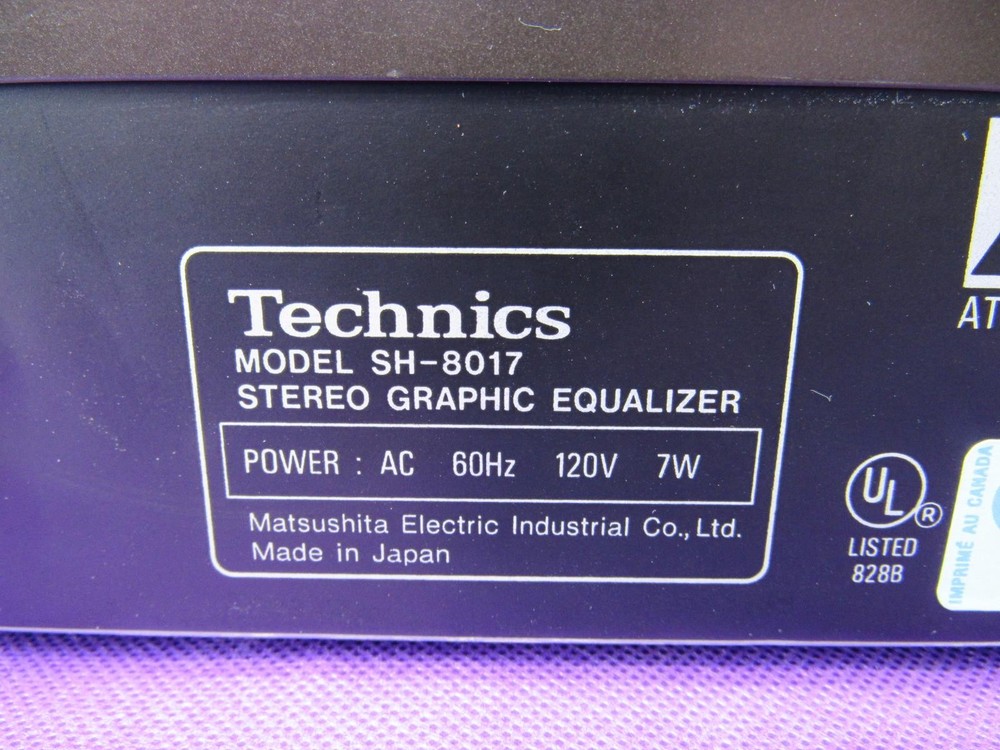 Technics
MODEL SH-8017
STEREO GRAPHIC EQUALIZER
POWER : AC 60Hz 120V 7W
Matsushita Electric Industrial Co., Ltd.
Made in Japan
AT
UL®
LISTED
828B
IMPRIMÉ AU CANADA